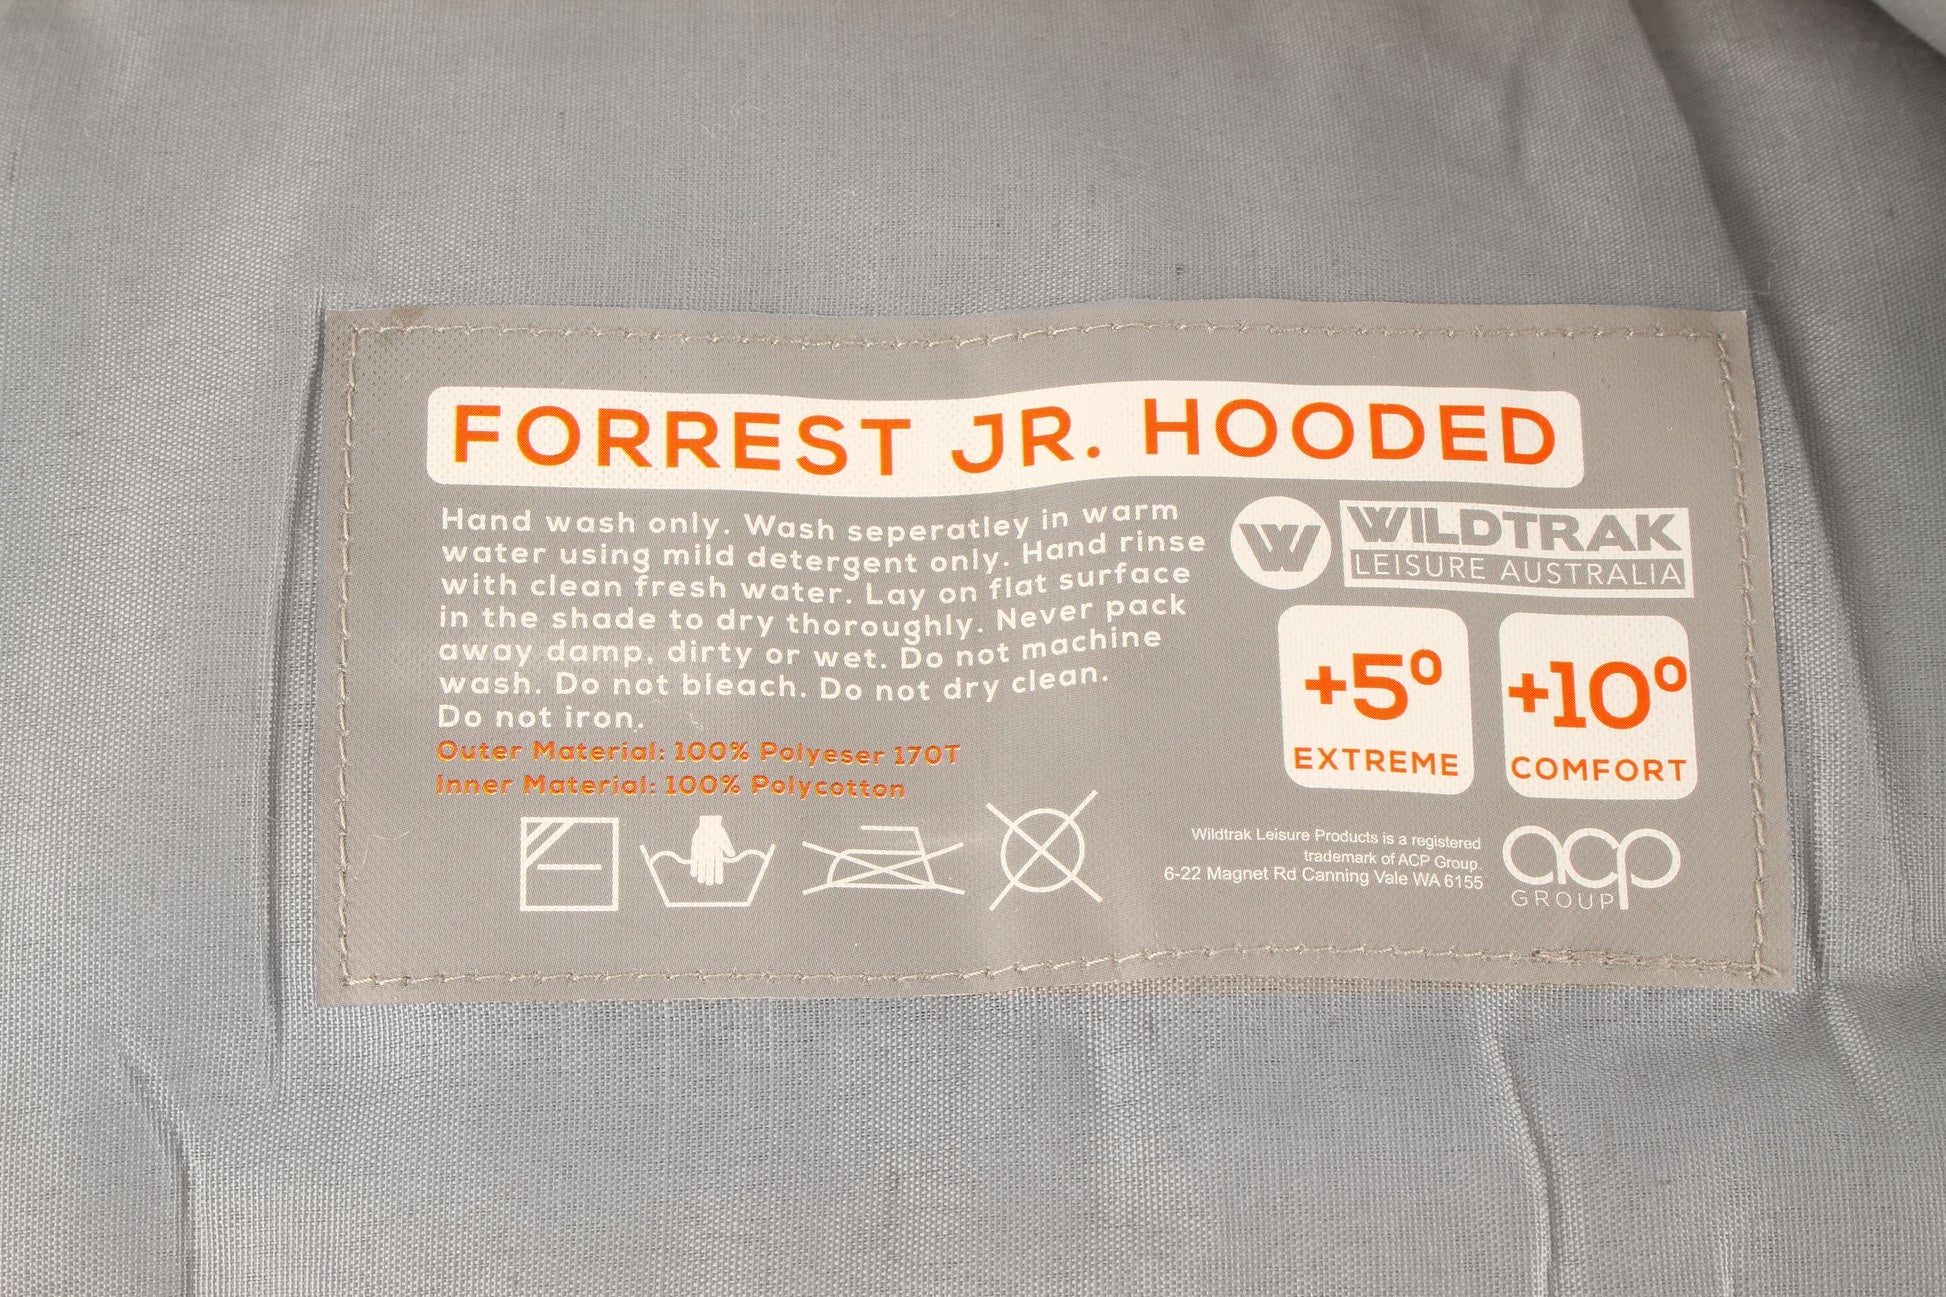 FORREST JR. HOODED
Hand wash only. Wash seperatley in warm
water using mild detergent only. Hand rinse
with clean fresh water. Lay on flat surface
in the shade to dry thoroughly. Never pack
away damp, dirty or wet. Do not machine
wash. Do not bleach. Do not dry clean.
Do not iron.
Outer Material: 100% Polyeser 170T
Inner Material: 100% Polycotton
W WILDTRAK
LEISURE AUSTRALIA
+5° +10°
EXTREME COMFORT
Wildtrak Leisure Products is a registered
trademark of ACP Group.
6-22 Magnet Rd Canning Vale WA 6155
acp
GROUP